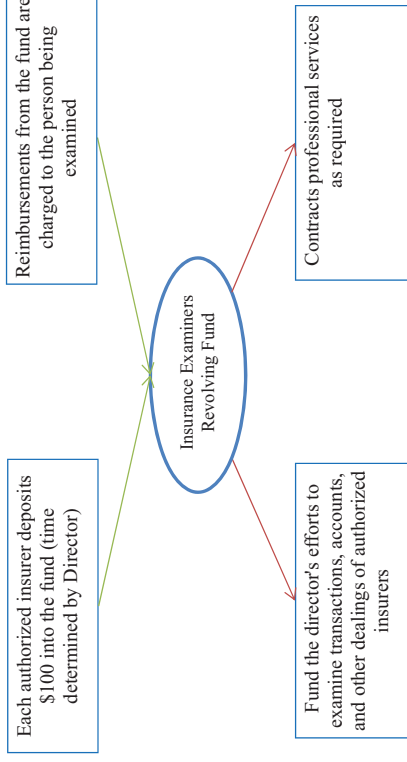 Each authorized insurer deposits
$100 into the fund (time
determined by Director)
Reimbursements from the fund are
charged to the person being
examined
Insurance Examiners
Revolving Fund
Fund the director's efforts to
examine transactions, accounts,
and other dealings of authorized
insurers
Contracts professional services
as required